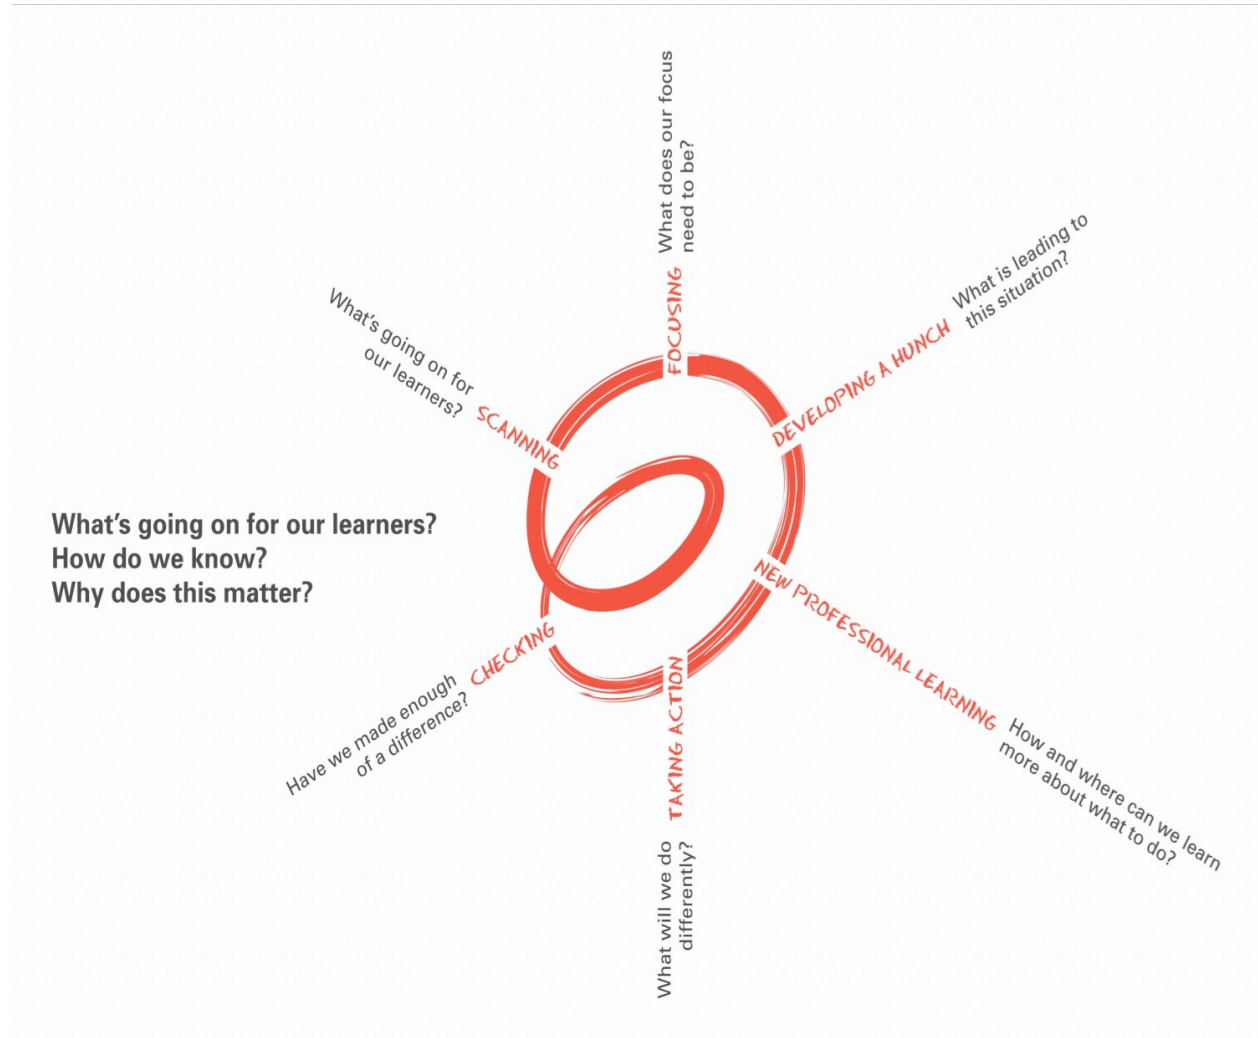 What's going on for our learners?
How do we know?
Why does this matter?
SCANNING
What's going on for
our learners?
FOCUSING
What does our focus
need to be?
DEVELOPING A HUNCH
What is leading to
this situation?
NEW PROFESSIONAL LEARNING
How and where can we learn
more about what to do?
TAKING ACTION
What will we do
differently?
CHECKING
Have we made enough
of a difference?